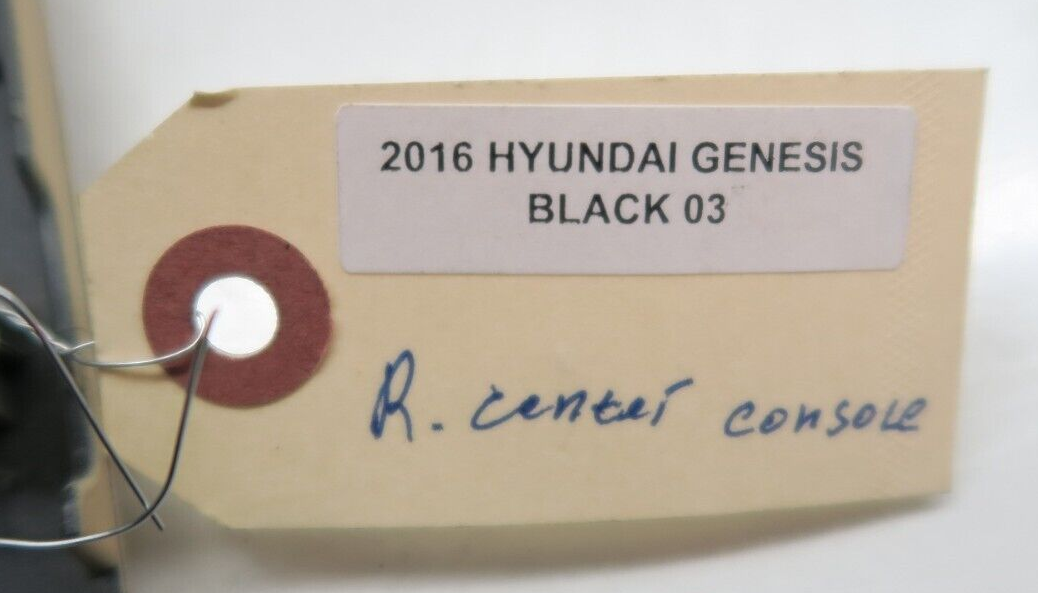 2016 HYUNDAI GENESIS
BLACK 03
R. center console